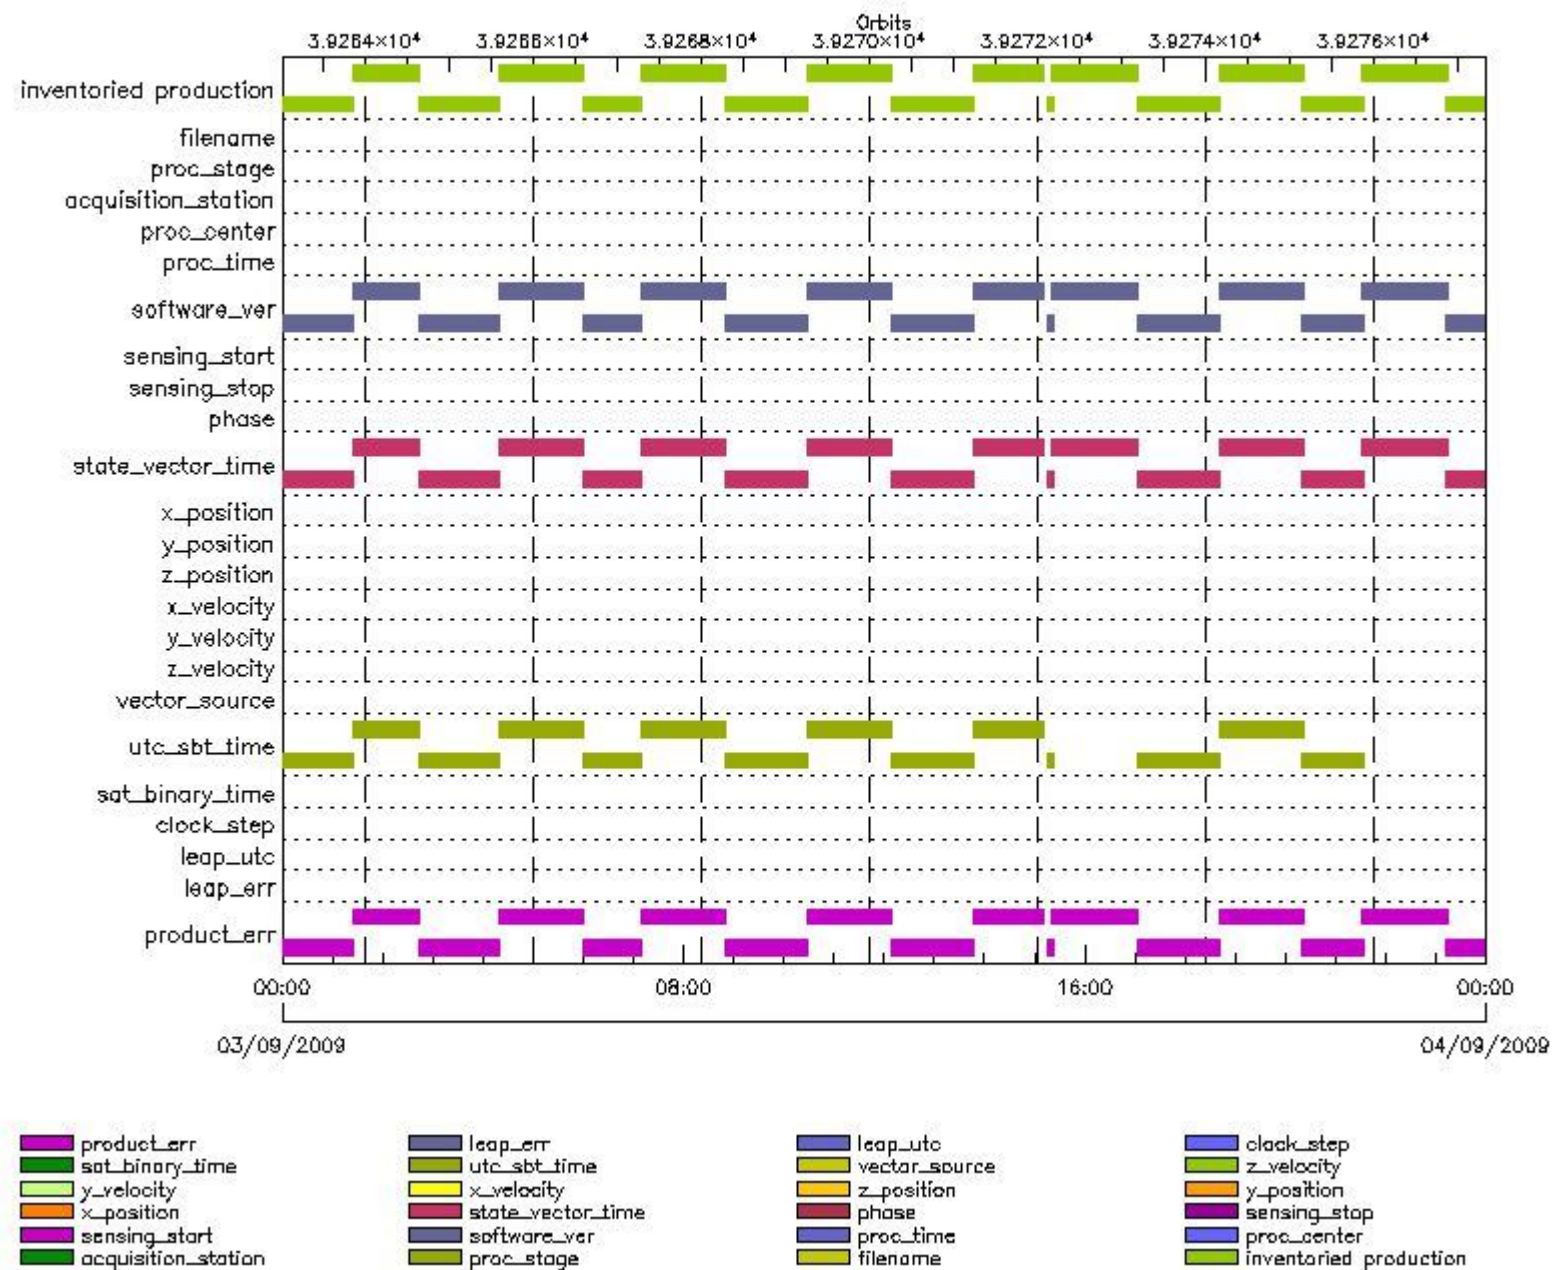 Orbits
3.9264×10⁴ 3.9266×10⁴ 3.9268×10⁴ 3.9270×10⁴ 3.9272×10⁴ 3.9274×10⁴ 3.9276×10⁴
inventoried production
filename
proc_stage
acquisition_station
proc_center
proc_time
software_ver
sensing_start
sensing_stop
phase
state_vector_time
x_position
y_position
z_position
x_velocity
y_velocity
z_velocity
vector_source
utc_sbt_time
sat_binary_time
clock_step
leap_utc
leap_err
product_err
00:00 08:00 16:00 00:00
03/09/2009 04/09/2009
product_err leap_err leap_utc clock_step
sat_binary_time utc_sbt_time vector_source z_velocity
y_velocity x_velocity z_position y_position
x_position state_vector_time phase sensing_stop
sensing_start software_ver proc_time proc_center
acquisition_station proc_stage filename inventoried production